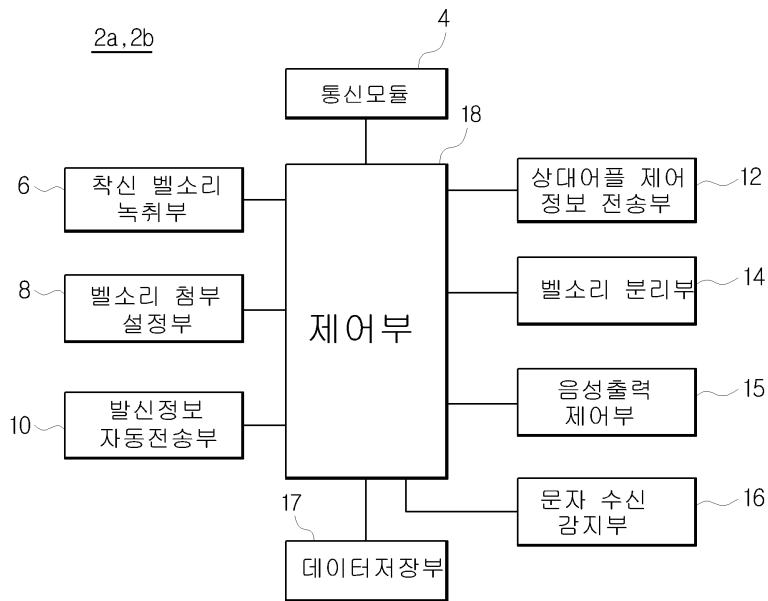 2a,2b
4
통신모듈
18
6
착신 벨소리
녹취부
상대어플 제어
정보 전송부
12
8
벨소리 첨부
설정부
벨소리 분리부
14
제어부
10
발신정보
자동전송부
음성출력
제어부
15
17
데이터저장부
문자 수신
감지부
16